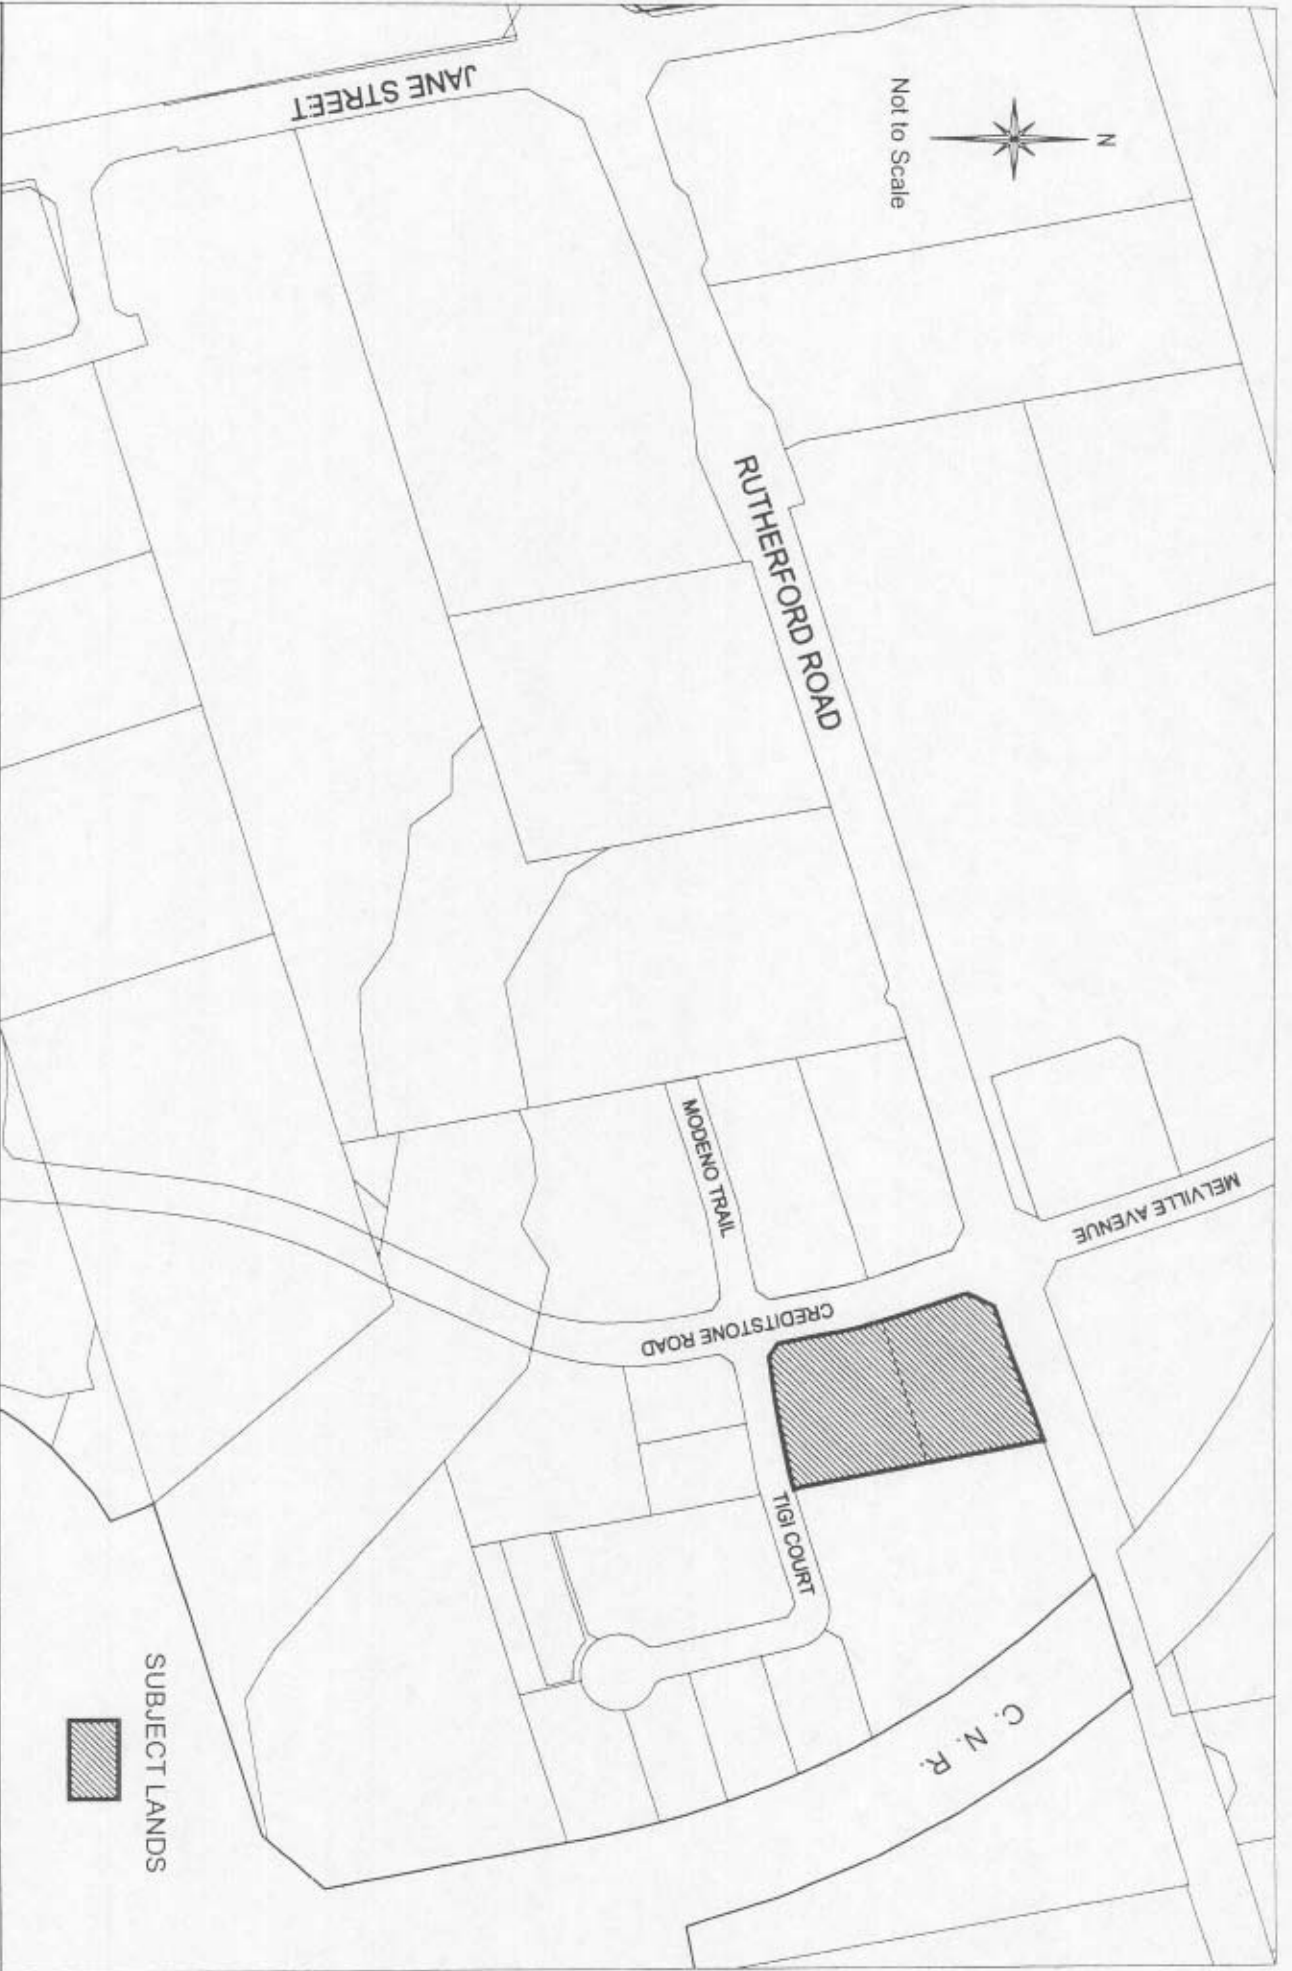 N
Not to Scale
JANE STREET
RUTHERFORD ROAD
MELVILLE AVENUE
MODENO TRAIL
CREDITSTONE ROAD
TIGI COURT
C. N. R.
SUBJECT LANDS